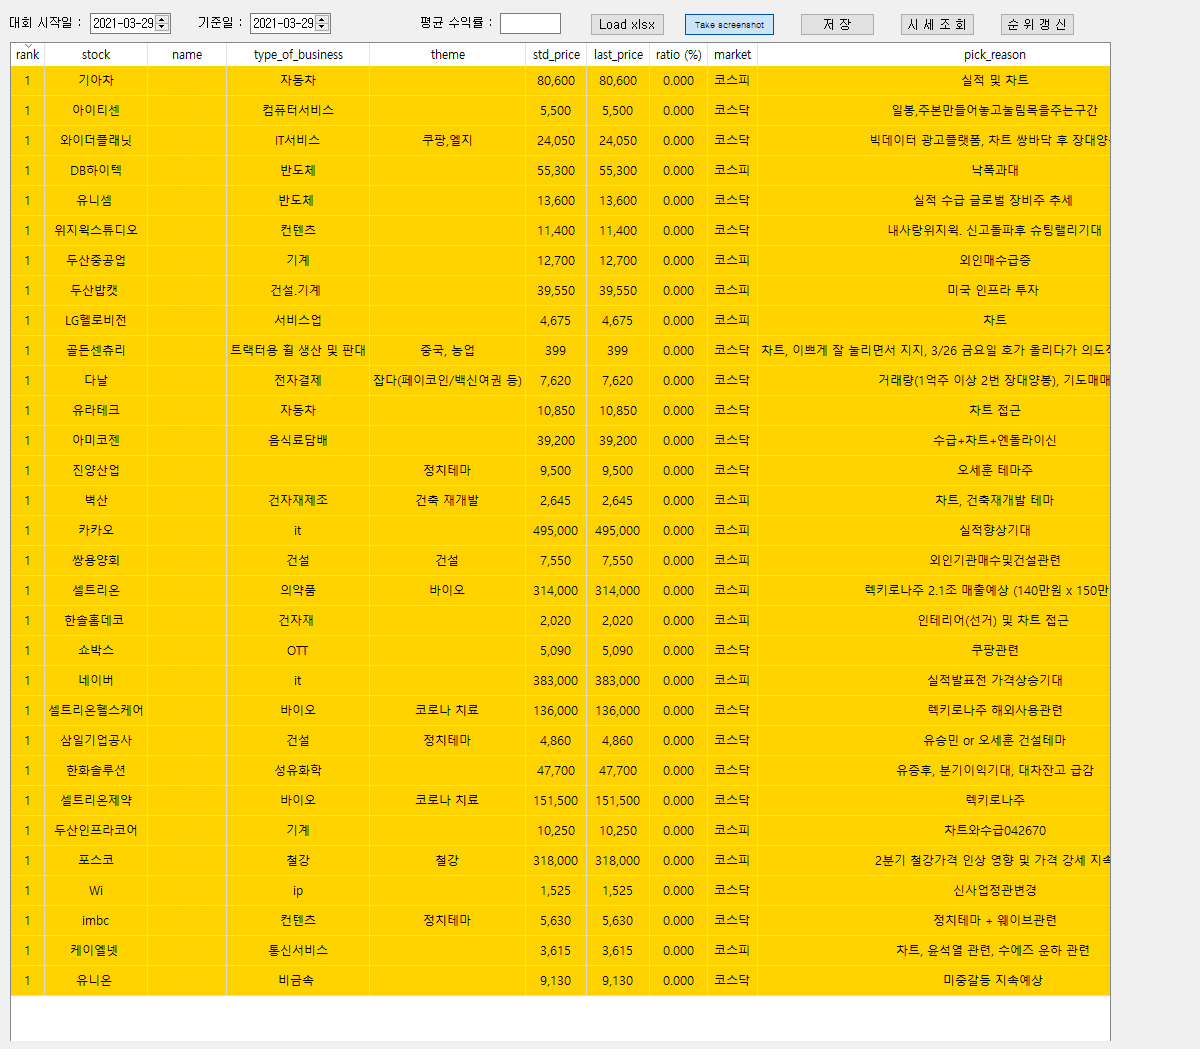 대회 시작일 : 2021-03-29 기준일 : 2021-03-29 평균 수익률 : Load xlsx Take screenshot 저 장 시 세 조 회 순 위 갱 신
rank stock name type_of_business theme std_price last_price ratio (%) market pick_reason
1 기아차 자동차 80,600 80,600 0.000 코스피 실적 및 차트
1 아이티센 컴퓨터서비스 5,500 5,500 0.000 코스닥 일봉,주본만들어놓고눌림목을주는구간
1 와이더플래닛 IT서비스 쿠팡,엘지 24,050 24,050 0.000 코스닥 빅데이터 광고플랫폼, 차트 쌍바닥 후 장대양
1 DB하이텍 반도체 55,300 55,300 0.000 코스피 낙폭과대
1 유니셈 반도체 13,600 13,600 0.000 코스닥 실적 수급 글로벌 장비주 추세
1 위지윅스튜디오 컨텐츠 11,400 11,400 0.000 코스닥 내사랑위지윅. 신고돌파후 슈팅랠리기대
1 두산중공업 기계 12,700 12,700 0.000 코스피 외인매수급증
1 두산밥캣 건설.기계 39,550 39,550 0.000 코스피 미국 인프라 투자
1 LG헬로비전 서비스업 4,675 4,675 0.000 코스피 차트
1 골든센츄리 트랙터용 휠 생산 및 판대 중국, 농업 399 399 0.000 코스닥 차트, 이쁘게 잘 눌리면서 지지, 3/26 금요일 호가 올리다가 의도
1 다날 전자결제 잡다(페이코인/백신여권 등) 7,620 7,620 0.000 코스닥 거래량(1억주 이상 2번 장대양봉), 기도매매
1 유라테크 자동차 10,850 10,850 0.000 코스닥 차트 접근
1 아미코젠 음식료담배 39,200 39,200 0.000 코스닥 수급+차트+엔돌라이신
1 진양산업 정치테마 9,500 9,500 0.000 코스피 오세훈 테마주
1 벽산 건자재제조 건축 재개발 2,645 2,645 0.000 코스피 차트, 건축재개발 테마
1 카카오 it 495,000 495,000 0.000 코스피 실적향상기대
1 쌍용양회 건설 건설 7,550 7,550 0.000 코스피 외인기관매수및건설관련
1 셀트리온 의약품 바이오 314,000 314,000 0.000 코스피 렉키로나주 2.1조 매출예상 (140만원 x 150만
1 한솔홈데코 건자재 2,020 2,020 0.000 코스피 인테리어(선거) 및 차트 접근
1 쇼박스 OTT 5,090 5,090 0.000 코스닥 쿠팡관련
1 네이버 it 383,000 383,000 0.000 코스피 실적발표전 가격상승기대
1 셀트리온헬스케어 바이오 코로나 치료 136,000 136,000 0.000 코스닥 렉키로나주 해외사용관련
1 삼일기업공사 건설 정치테마 4,860 4,860 0.000 코스닥 유승민 or 오세훈 건설테마
1 한화솔루션 성유화학 47,700 47,700 0.000 코스닥 유증후, 분기이익기대, 대차잔고 급감
1 셀트리온제약 바이오 코로나 치료 151,500 151,500 0.000 코스닥 렉키로나주
1 두산인프라코어 기계 10,250 10,250 0.000 코스피 차트와수급042670
1 포스코 철강 철강 318,000 318,000 0.000 코스피 2분기 철강가격 인상 영향 및 가격 강세 지속
1 Wi ip 1,525 1,525 0.000 코스닥 신사업정관변경
1 imbc 컨텐츠 정치테마 5,630 5,630 0.000 코스닥 정치테마 + 웨이브관련
1 케이엘넷 통신서비스 3,615 3,615 0.000 코스피 차트, 윤석열 관련, 수에즈 운하 관련
1 유니온 비금속 9,130 9,130 0.000 코스닥 미중갈등 지속예상